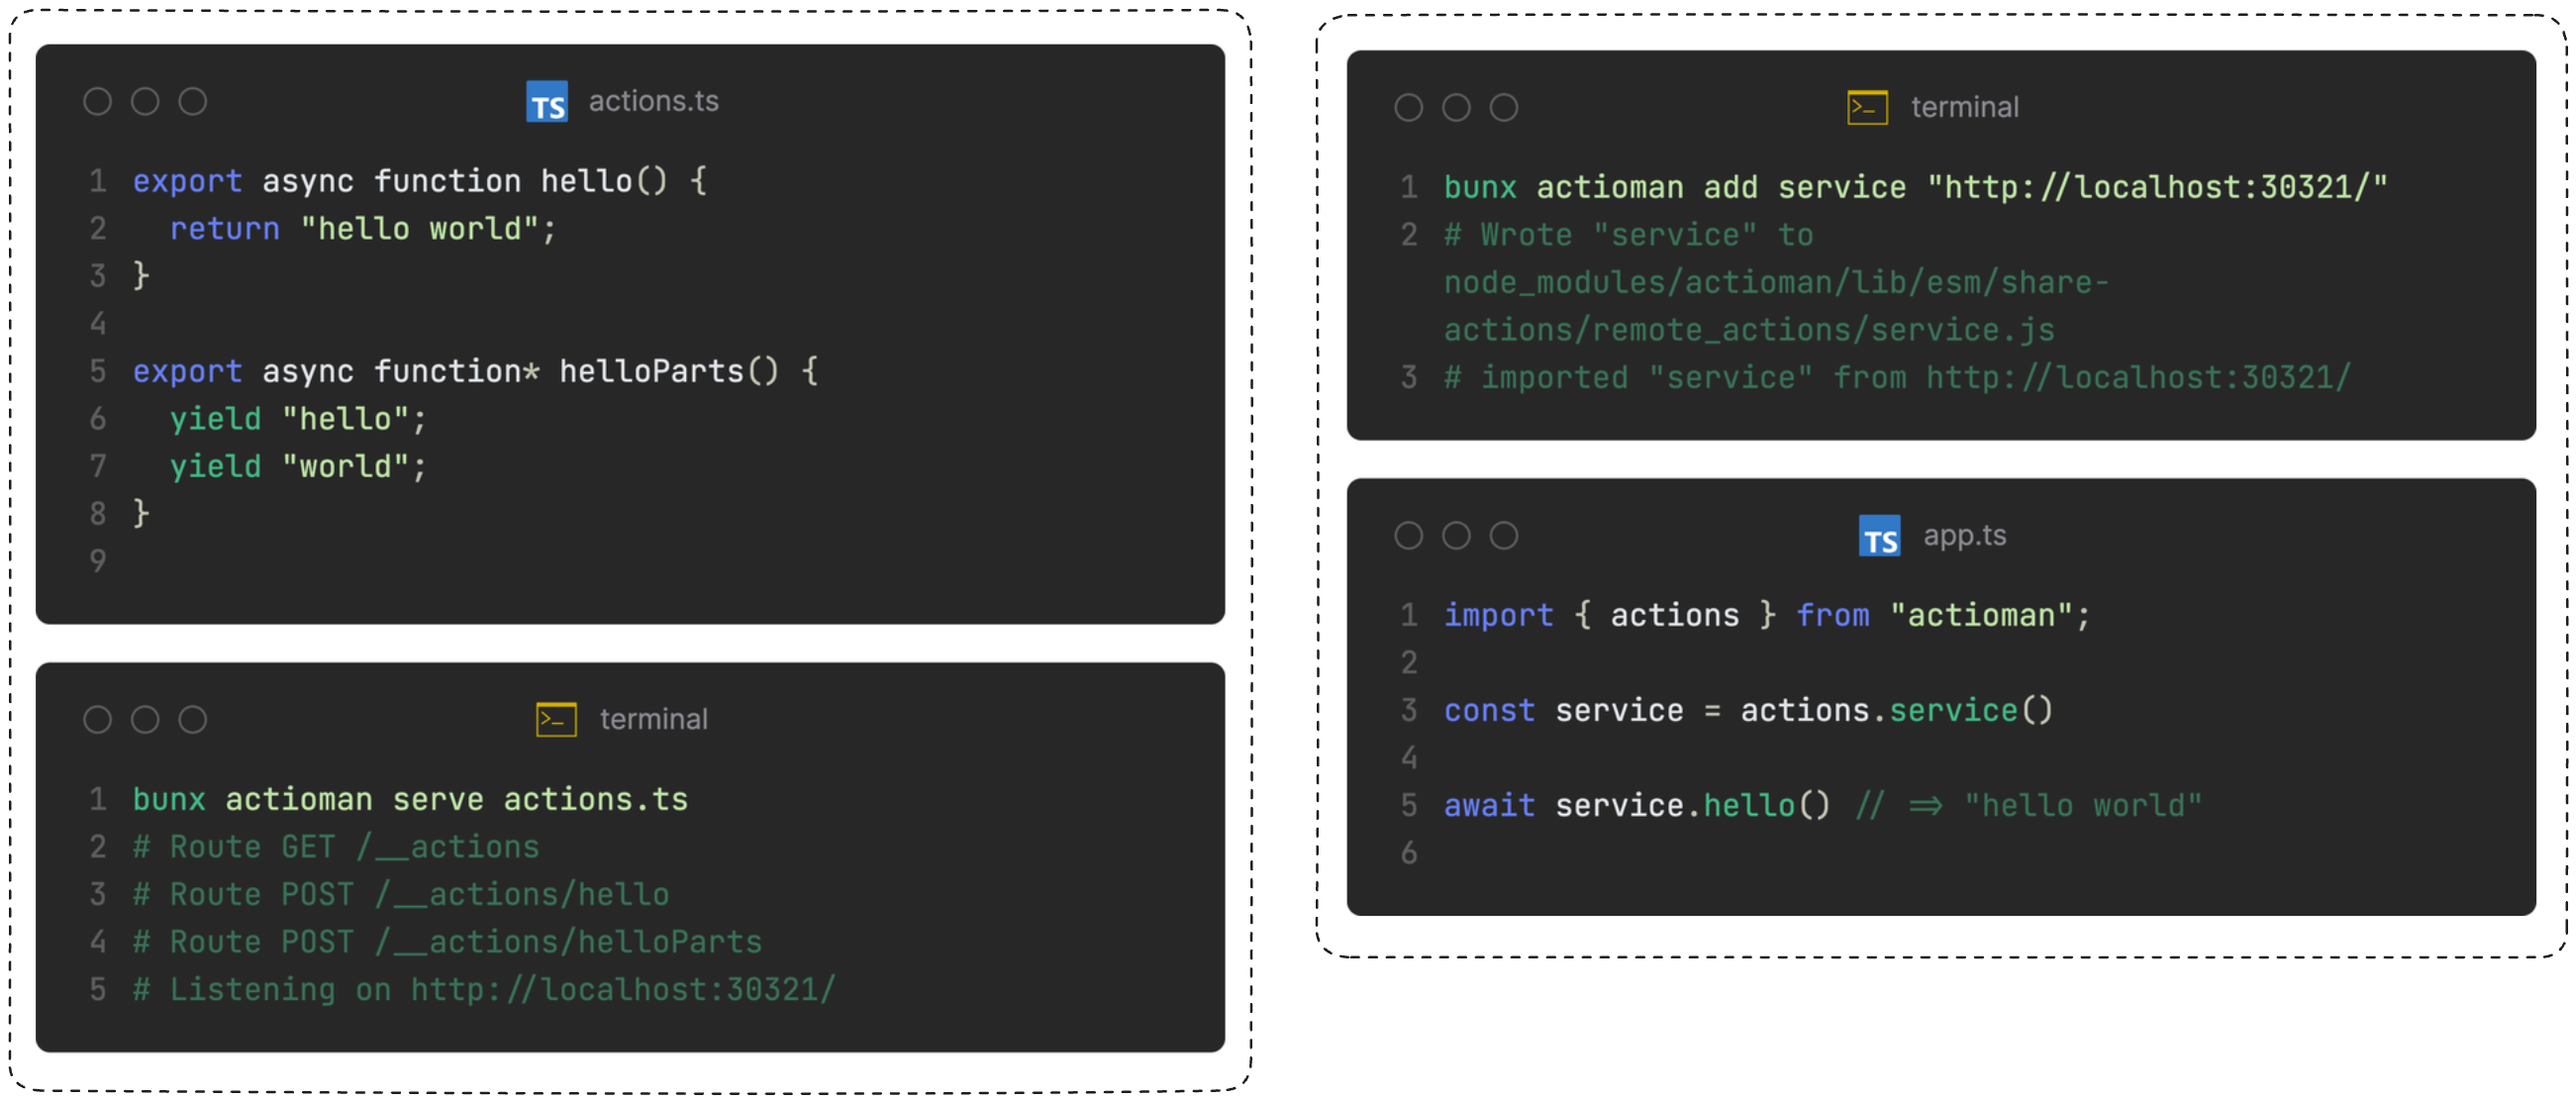 TS actions.ts
1 export async function hello() {
2   return "hello world";
3 }
4
5 export async function* helloParts() {
6   yield "hello";
7   yield "world";
8 }
9
>_ terminal
1 bunx actioman serve actions.ts
2 # Route GET /__actions
3 # Route POST /__actions/hello
4 # Route POST /__actions/helloParts
5 # Listening on http://localhost:30321/
>_ terminal
1 bunx actioman add service "http://localhost:30321/"
2 # Wrote "service" to
node_modules/actioman/lib/esm/share-
actions/remote_actions/service.js
3 # imported "service" from http://localhost:30321/
TS app.ts
1 import { actions } from "actioman";
2
3 const service = actions.service()
4
5 await service.hello() // => "hello world"
6